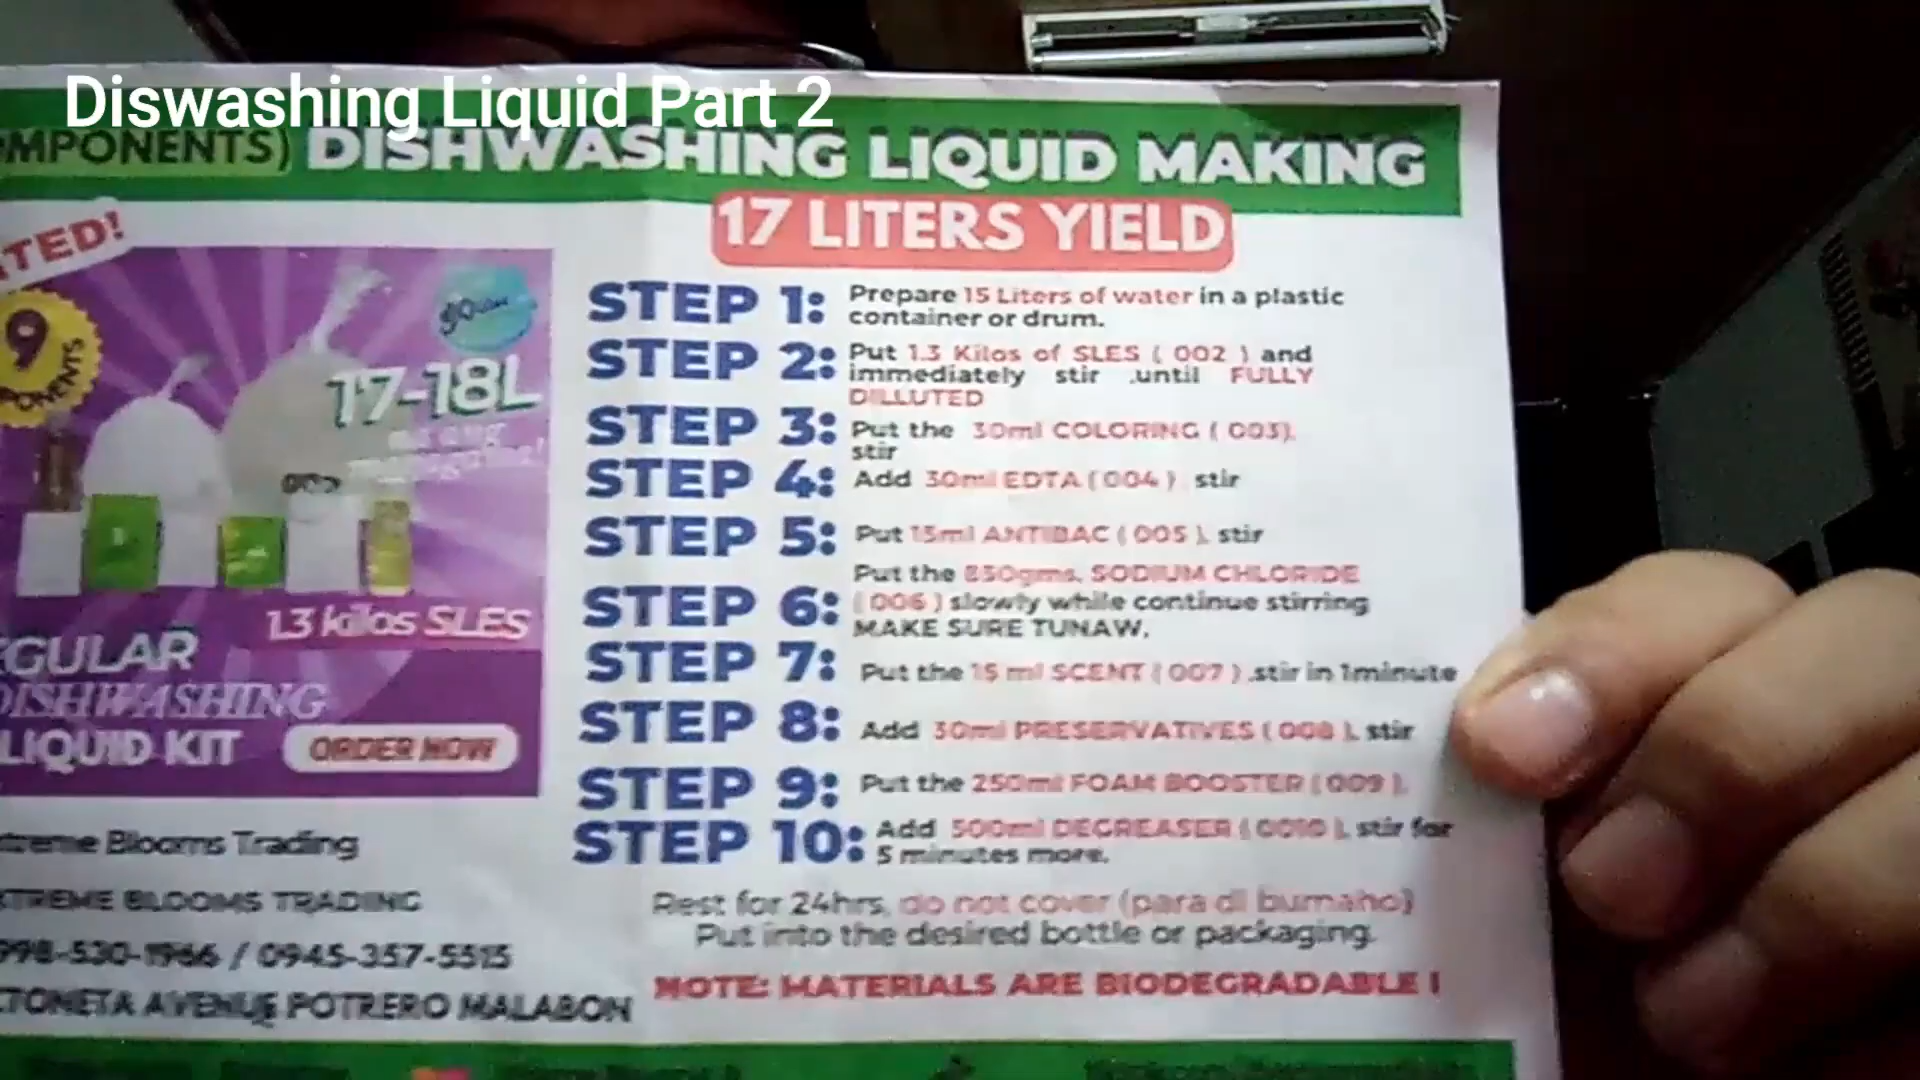 Diswashing Liquid Part 2
OMPONENTS) DISHWASHING LIQUID MAKING
17 LITERS YIELD
ATED!
9
PONENTS
17-18L
1.3 kilos SLES
EGULAR
DISHWASHING
LIQUID KIT
ORDER NOW
xtreme Blooms Trading
XTREME BLOOMS TRADING
998-530-1966 / 0945-357-5515
CTONETA AVENUE POTRERO MALABON
STEP 1: Prepare 15 Liters of water in a plastic
container or drum.
STEP 2: Put 1.3 Kilos of SLES ( 002 ) and
immediately stir ,until FULLY
DILLUTED
STEP 3: Put the 30ml COLORING ( 003),
stir
STEP 4: Add 30ml EDTA ( 004 ) stir
STEP 5: Put 15ml ANTIBAC ( 005 ), stir
STEP 6: Put the 850gms. SODIUM CHLORIDE
( 006 ) slowly while continue stirring
MAKE SURE TUNAW.
STEP 7: Put the 15 ml SCENT ( 007 ) ,stir in 1minute
STEP 8: Add 30ml PRESERVATIVES ( 008 ), stir
STEP 9: Put the 250ml FOAM BOOSTER ( 009 ),
STEP 10: Add 500ml DEGREASER ( 0010 ), stir for
5 minutes more.
Rest for 24hrs, do not cover (para di bumaho)
Put into the desired bottle or packaging.
NOTE: MATERIALS ARE BIODEGRADABLE !